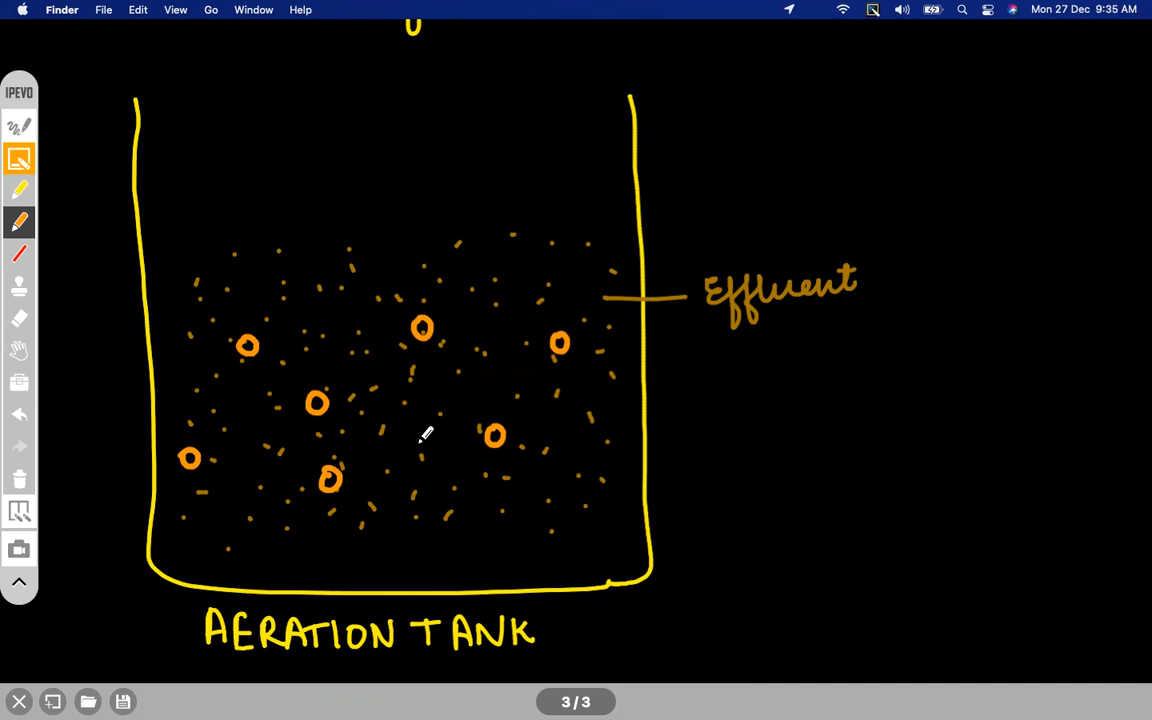 Finder File Edit View Go Window Help Mon 27 Dec 9:35 AM
IPEVO
Effluent
AERATION TANK
3/3